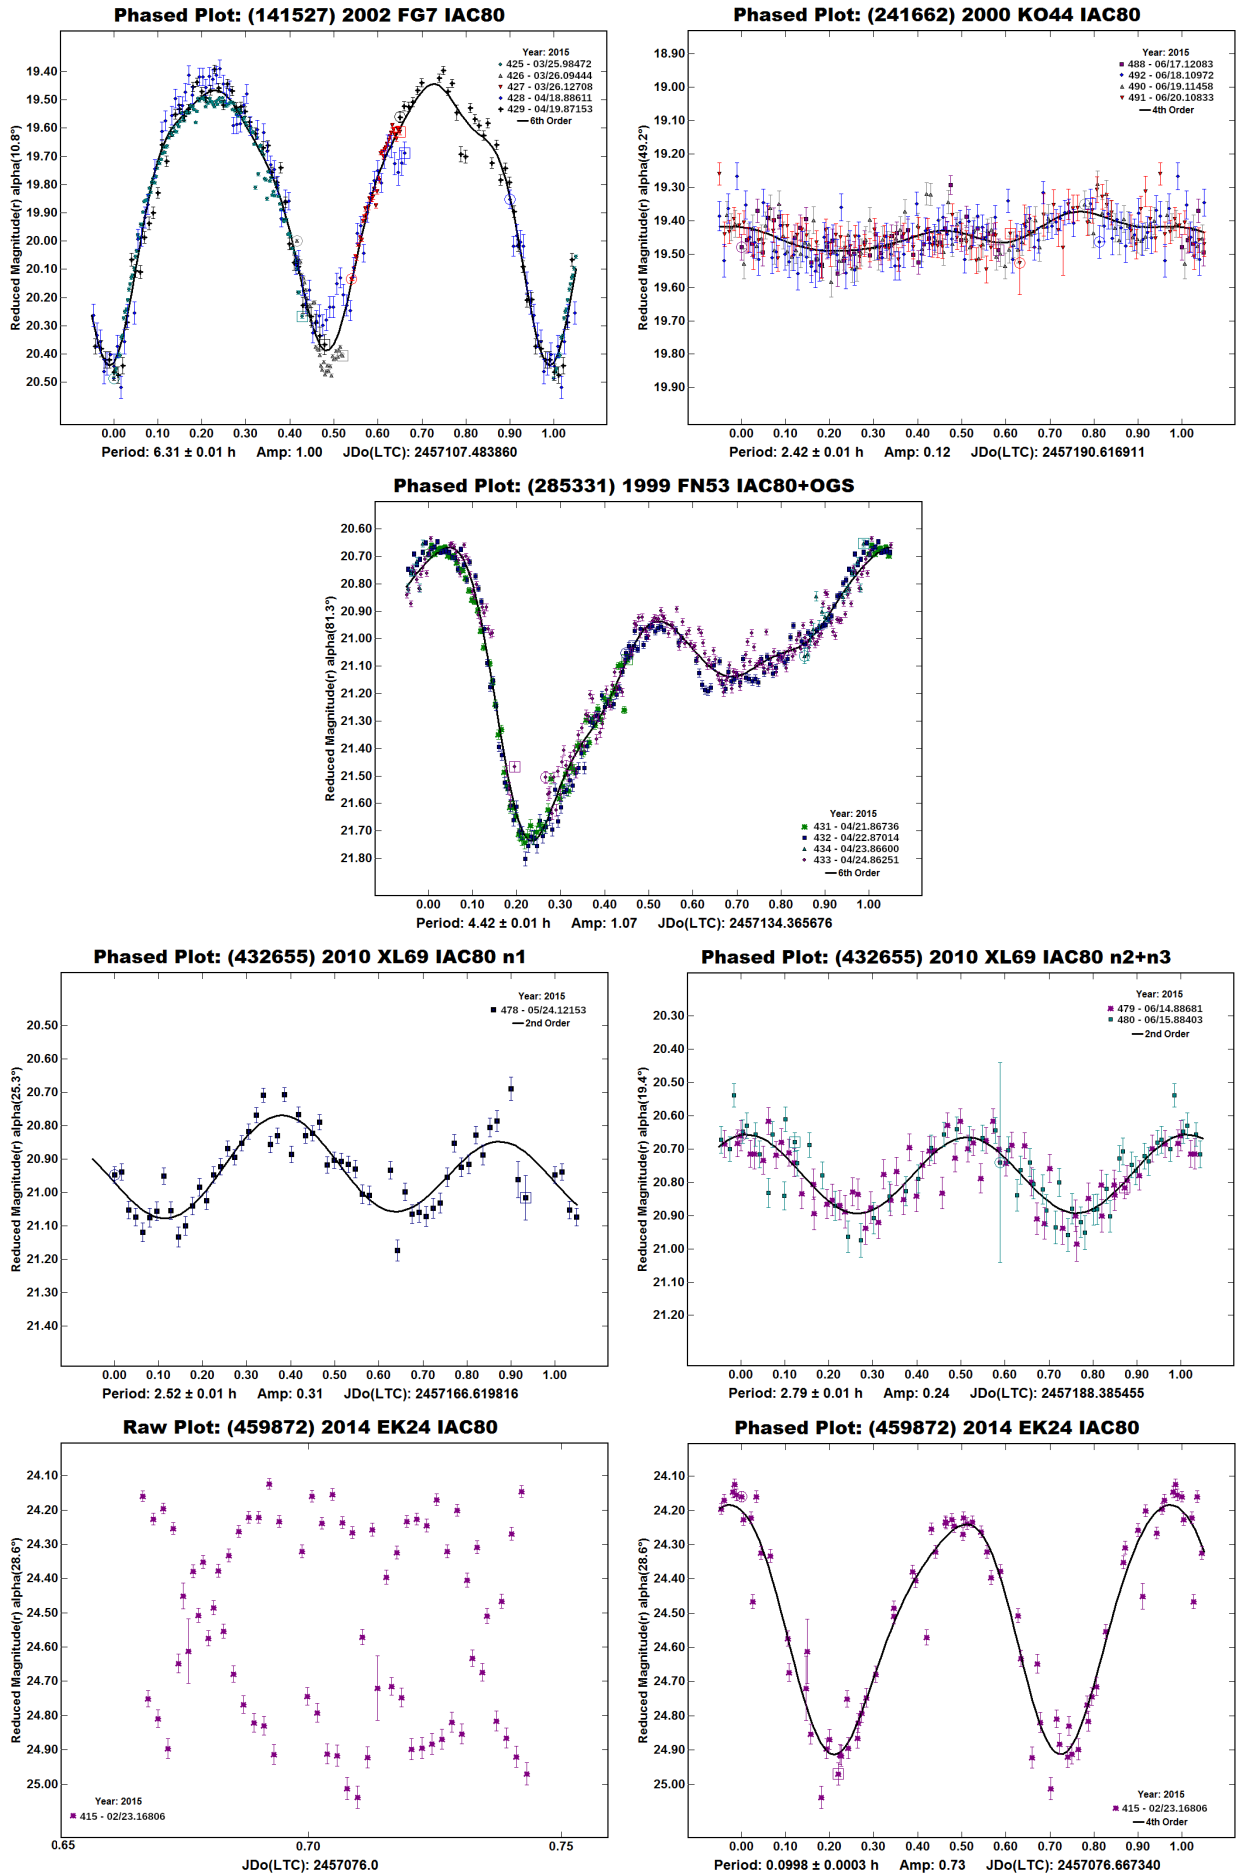 Phased Plot: (141527) 2002 FG7 IAC80
Reduced Magnitude(r) alpha(10.8°)
19.40
19.50
19.60
19.70
19.80
19.90
20.00
20.10
20.20
20.30
20.40
20.50
Year: 2015
425 - 03/25.98472
426 - 03/26.09444
427 - 03/26.12708
428 - 04/18.88611
429 - 04/19.87153
6th Order
0.00 0.10 0.20 0.30 0.40 0.50 0.60 0.70 0.80 0.90 1.00
Period: 6.31 ± 0.01 h Amp: 1.00 JDo(LTC): 2457107.483860
Phased Plot: (241662) 2000 KO44 IAC80
Reduced Magnitude(r) alpha(49.2°)
18.90
19.00
19.10
19.20
19.30
19.40
19.50
19.60
19.70
19.80
19.90
Year: 2015
488 - 06/17.12083
492 - 06/18.10972
490 - 06/19.11458
491 - 06/20.10833
4th Order
0.00 0.10 0.20 0.30 0.40 0.50 0.60 0.70 0.80 0.90 1.00
Period: 2.42 ± 0.01 h Amp: 0.12 JDo(LTC): 2457190.616911
Phased Plot: (285331) 1999 FN53 IAC80+OGS
Reduced Magnitude(r) alpha(81.3°)
20.60
20.70
20.80
20.90
21.00
21.10
21.20
21.30
21.40
21.50
21.60
21.70
21.80
Year: 2015
431 - 04/21.86736
432 - 04/22.87014
434 - 04/23.86600
433 - 04/24.86251
6th Order
0.00 0.10 0.20 0.30 0.40 0.50 0.60 0.70 0.80 0.90 1.00
Period: 4.42 ± 0.01 h Amp: 1.07 JDo(LTC): 2457134.365676
Phased Plot: (432655) 2010 XL69 IAC80 n1
Reduced Magnitude(r) alpha(25.3°)
20.50
20.60
20.70
20.80
20.90
21.00
21.10
21.20
21.30
21.40
Year: 2015
478 - 05/24.12153
2nd Order
0.00 0.10 0.20 0.30 0.40 0.50 0.60 0.70 0.80 0.90 1.00
Period: 2.52 ± 0.01 h Amp: 0.31 JDo(LTC): 2457166.619816
Phased Plot: (432655) 2010 XL69 IAC80 n2+n3
Reduced Magnitude(r) alpha(19.4°)
20.30
20.40
20.50
20.60
20.70
20.80
20.90
21.00
21.10
21.20
Year: 2015
479 - 06/14.88681
480 - 06/15.88403
2nd Order
0.00 0.10 0.20 0.30 0.40 0.50 0.60 0.70 0.80 0.90 1.00
Period: 2.79 ± 0.01 h Amp: 0.24 JDo(LTC): 2457188.385455
Raw Plot: (459872) 2014 EK24 IAC80
Reduced Magnitude(r) alpha(28.6°)
24.10
24.20
24.30
24.40
24.50
24.60
24.70
24.80
24.90
25.00
Year: 2015
415 - 02/23.16806
0.65 0.70 0.75
JDo(LTC): 2457076.0
Phased Plot: (459872) 2014 EK24 IAC80
Reduced Magnitude(r) alpha(28.6°)
24.10
24.20
24.30
24.40
24.50
24.60
24.70
24.80
24.90
25.00
Year: 2015
415 - 02/23.16806
4th Order
0.00 0.10 0.20 0.30 0.40 0.50 0.60 0.70 0.80 0.90 1.00
Period: 0.0998 ± 0.0003 h Amp: 0.73 JDo(LTC): 2457076.667340